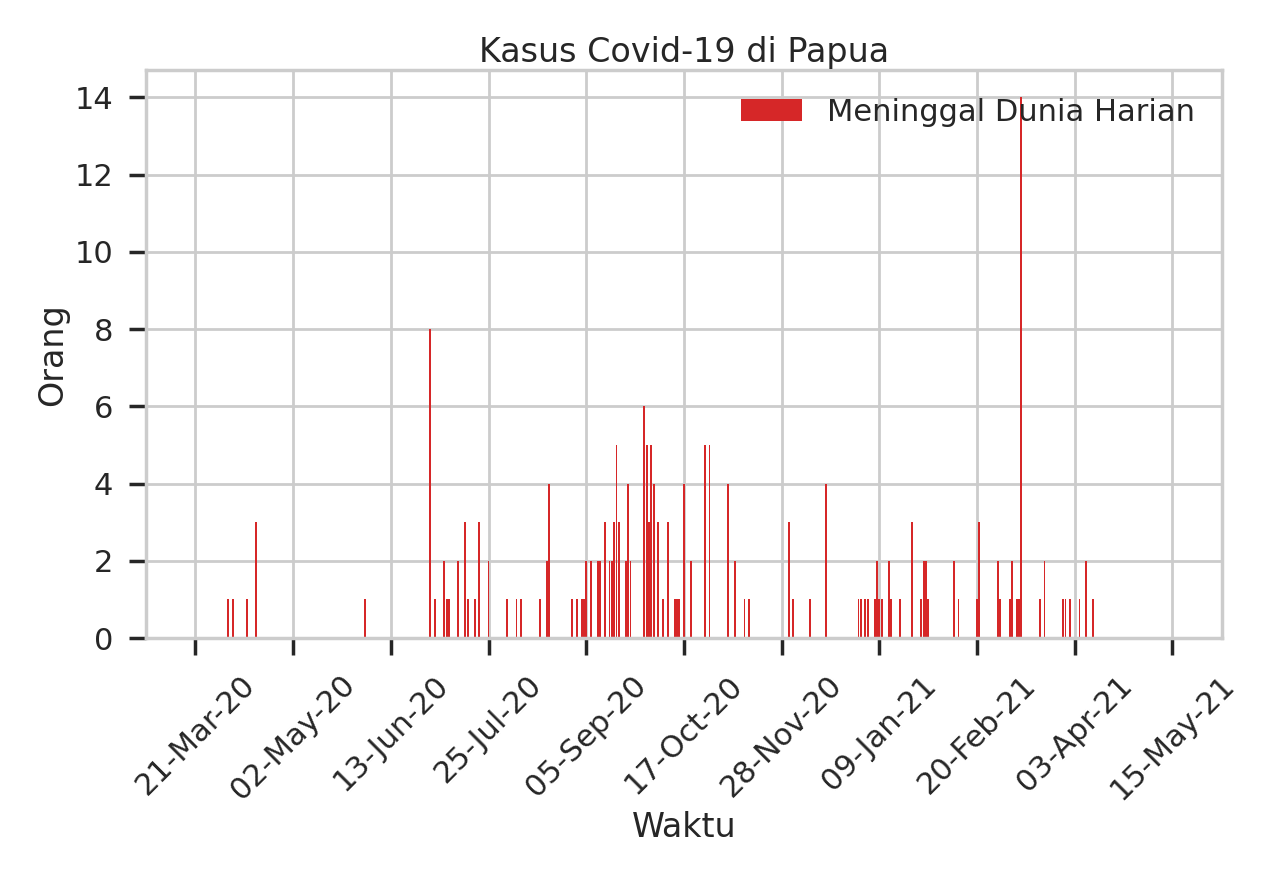 Kasus Covid-19 di Papua
Meninggal Dunia Harian
14
12
10
8
6
4
2
0
Orang
21-Mar-20
02-May-20
13-Jun-20
25-Jul-20
05-Sep-20
17-Oct-20
28-Nov-20
09-Jan-21
20-Feb-21
03-Apr-21
15-May-21
Waktu